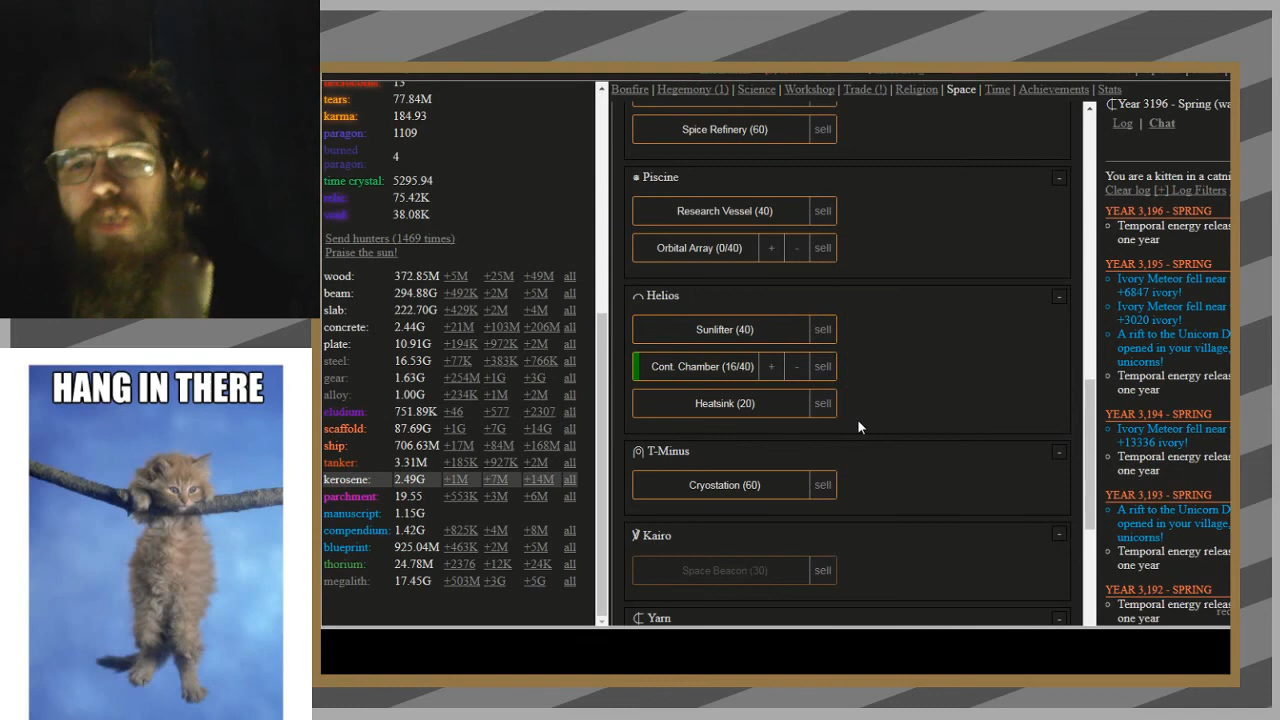 HANG IN THERE
13
tears: 77.84M
karma: 184.93
paragon: 1109
burned paragon: 4
time crystal: 5295.94
relic: 75.42K
vault: 38.08K
Send hunters (1469 times)
Praise the sun!
wood: 372.85M +5M +25M +49M all
beam: 294.88G +492K +2M +5M all
slab: 222.70G +429K +2M +4M all
concrete: 2.44G +21M +103M +206M all
plate: 10.91G +194K +972K +2M all
steel: 16.53G +77K +383K +766K all
gear: 1.63G +254M +1G +3G all
alloy: 1.00G +234K +1M +2M all
eludium: 751.89K +46 +577 +2307 all
scaffold: 87.69G +1G +7G +14G all
ship: 706.63M +17M +84M +168M all
tanker: 3.31M +185K +927K +2M all
kerosene: 2.49G +1M +7M +14M all
parchment: 19.55 +553K +3M +6M all
manuscript: 1.15G
compendium: 1.42G +825K +4M +8M all
blueprint: 925.04M +463K +2M +5M all
thorium: 24.78M +2376 +12K +24K all
megalith: 17.45G +503M +3G +5G all
Bonfire | Hegemony (1) | Science | Workshop | Trade (!) | Religion | Space | Time | Achievements | Stats
Spice Refinery (60) sell
Piscine -
Research Vessel (40) sell
Orbital Array (0/40) + - sell
Helios -
Sunlifter (40) sell
Cont. Chamber (16/40) + - sell
Heatsink (20) sell
T-Minus -
Cryostation (60) sell
Kairo -
Space Beacon (30) sell
Yarn -
Year 3196 - Spring (wa
Log | Chat
You are a kitten in a catni
Clear log [+] Log Filters
YEAR 3,196 - SPRING
Temporal energy releas
one year
YEAR 3,195 - SPRING
Ivory Meteor fell near
+6847 ivory!
Ivory Meteor fell near
+3020 ivory!
A rift to the Unicorn D
opened in your village,
unicorns!
Temporal energy releas
one year
YEAR 3,194 - SPRING
Ivory Meteor fell near
+13336 ivory!
Temporal energy releas
one year
YEAR 3,193 - SPRING
A rift to the Unicorn D
opened in your village,
unicorns!
Temporal energy releas
one year
YEAR 3,192 - SPRING
Temporal energy releas
one year